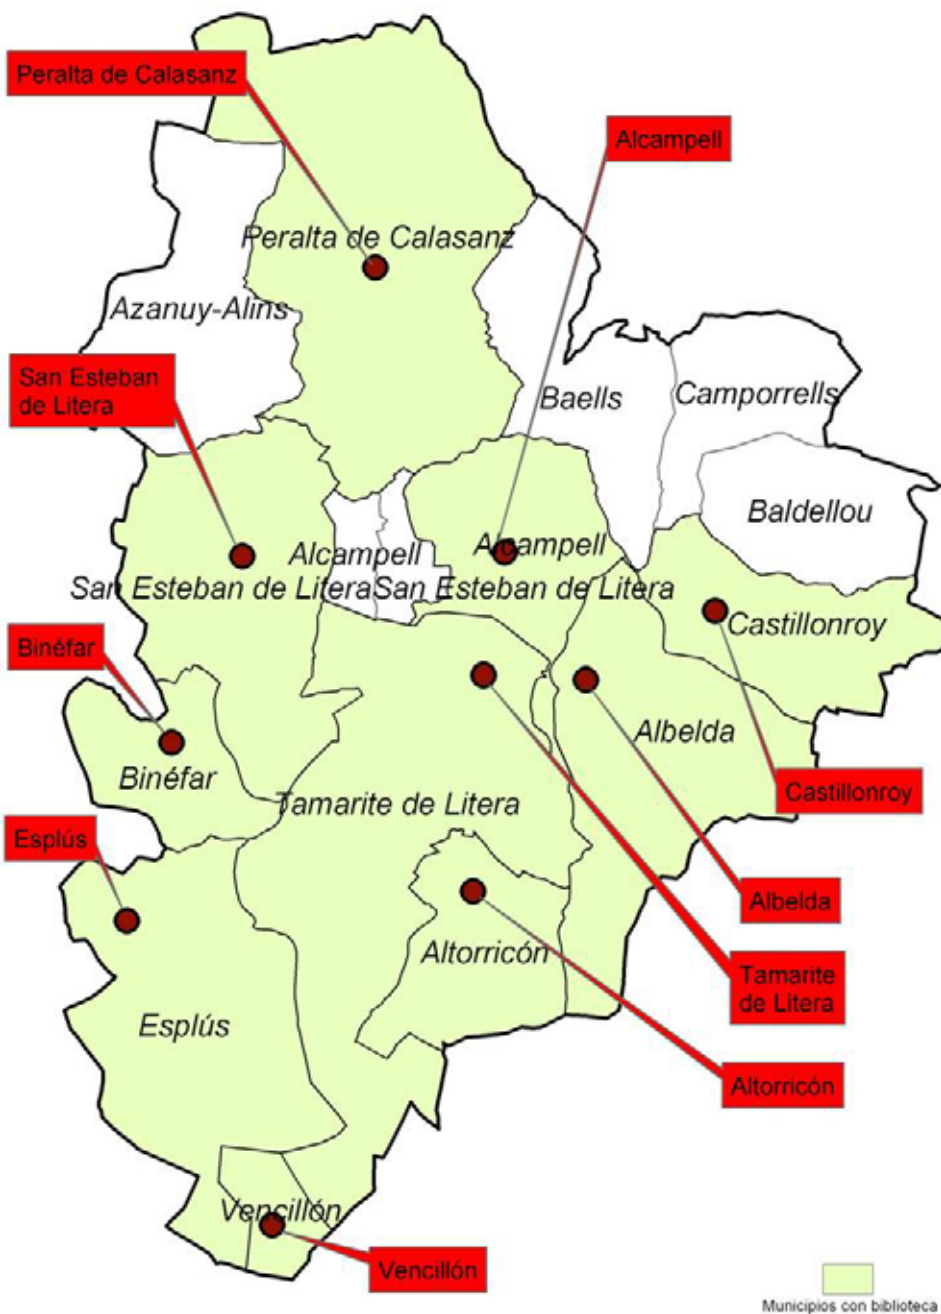 Peralta de Calasanz
Alcampell
Peralta de Calasanz
Azanuy-Alins
San Esteban
de Litera
Baells
Camporrells
Baldellou
Alcampell
Alcampell
San Esteban de Litera
San Esteban de Litera
Castillonroy
Binéfar
Albelda
Binéfar
Castillonroy
Tamarite de Litera
Esplús
Albelda
Altorricón
Tamarite
de Litera
Esplús
Altorricón
Vencillón
Vencillón
Municipios con biblioteca